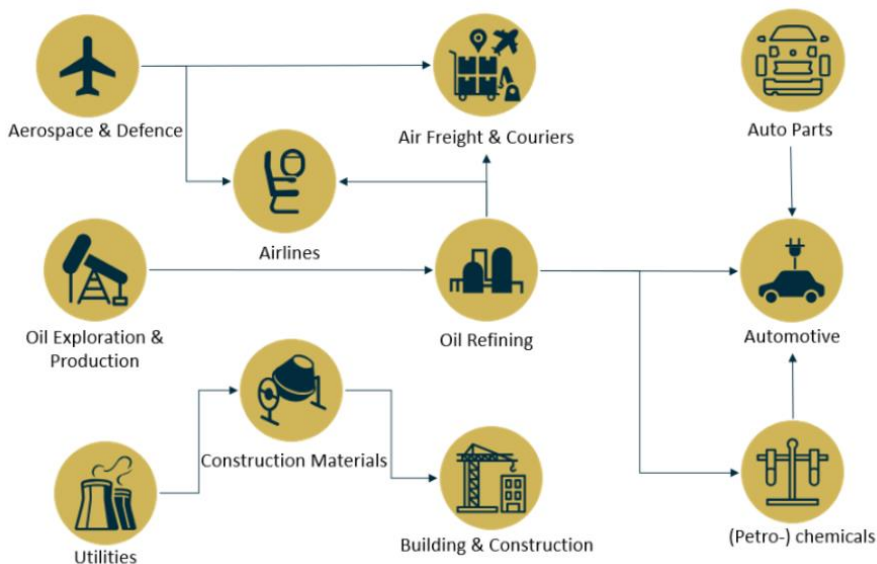 Aerospace & Defence
Air Freight & Couriers
Auto Parts
Airlines
Oil Exploration &
Production
Oil Refining
Automotive
Construction Materials
Utilities
Building & Construction
(Petro-) chemicals